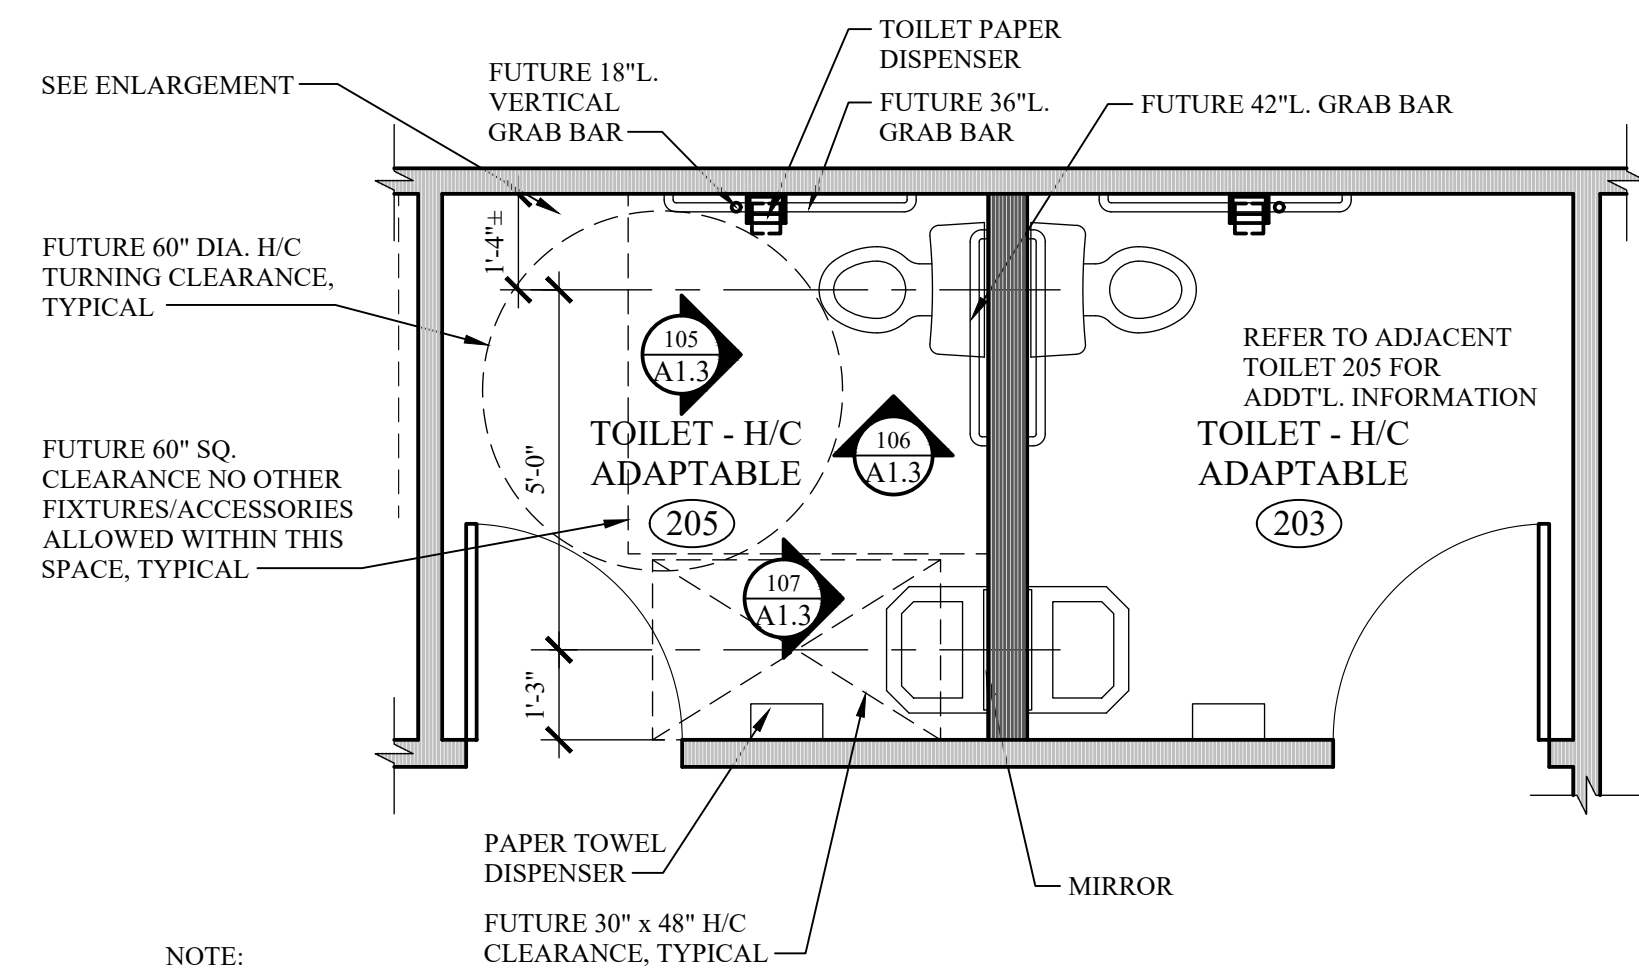 TOILET PAPER
DISPENSER
SEE ENLARGEMENT
FUTURE 18"L.
VERTICAL
GRAB BAR
FUTURE 36"L.
GRAB BAR
FUTURE 42"L. GRAB BAR
1'-4"±
FUTURE 60" DIA. H/C
TURNING CLEARANCE,
TYPICAL
105
A1.3
REFER TO ADJACENT
TOILET 205 FOR
ADDT'L. INFORMATION
TOILET - H/C
ADAPTABLE
205
106
A1.3
TOILET - H/C
ADAPTABLE
203
FUTURE 60" SQ.
CLEARANCE NO OTHER
FIXTURES/ACCESSORIES
ALLOWED WITHIN THIS
SPACE, TYPICAL
5'-0"
107
A1.3
1'-3"
PAPER TOWEL
DISPENSER
MIRROR
FUTURE 30" x 48" H/C
CLEARANCE, TYPICAL
NOTE: